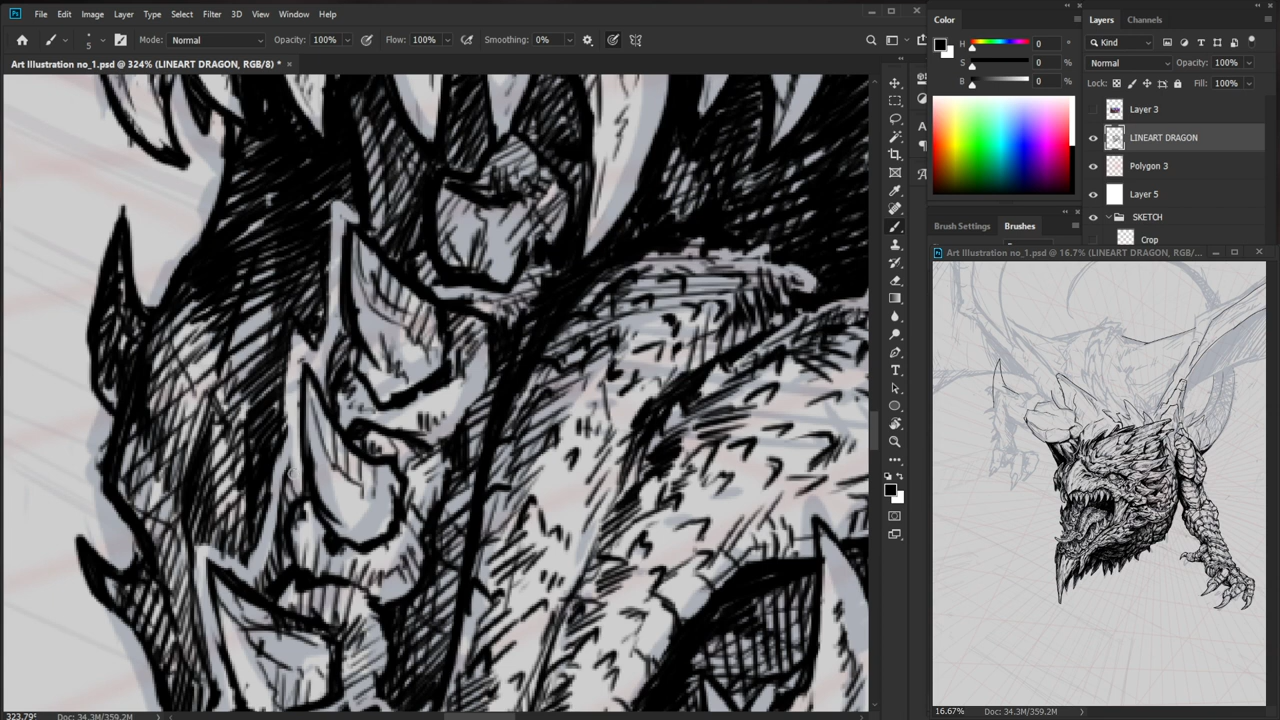 Ps File Edit Image Layer Type Select Filter 3D View Window Help
5 Mode: Normal Opacity: 100% Flow: 100% Smoothing: 0%
Art Illustration no_1.psd @ 324% (LINEART DRAGON, RGB/8) * ×
Color
H 0 °
S 0 %
B 0 %
Brush Settings Brushes
Layers Channels
Kind
Normal Opacity: 100%
Lock: Fill: 100%
Layer 3
LINEART DRAGON
Polygon 3
Layer 5
SKETCH
Crop
Ps Art Illustration no_1.psd @ 16.7% (LINEART DRAGON, RGB/...
16.67% Doc: 34.3M/359.2M
323.79% Doc: 34.3M/359.2M